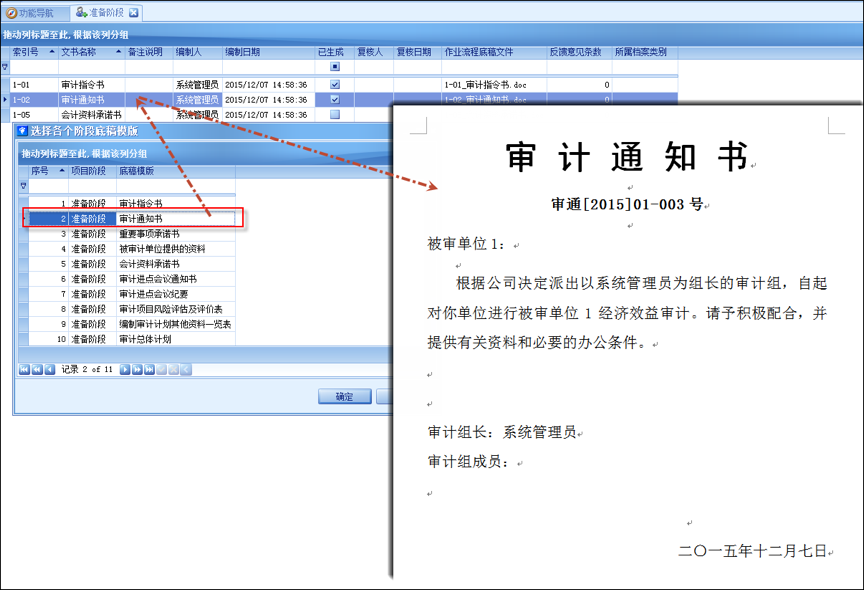 功能导航 准备阶段
拖动列标题至此,根据该列分组
索引号 文书名称 备注说明 编制人 编制日期 已生成 复核人 复核日期 作业流程底稿文件 反馈意见条数 所属档案类别
1-01 审计指令书 系统管理员 2015/12/07 14:58:36 1-01_审计指令书.doc 0
1-02 审计通知书 系统管理员 2015/12/07 14:58:36 1-02_审计通知书.doc 0
1-05 会计资料承诺书 系统管理员 2015/12/07 14:58:36
选择各个阶段底稿模版
拖动列标题至此,根据该列分组
序号 项目阶段 底稿模版
1 准备阶段 审计指令书
2 准备阶段 审计通知书
3 准备阶段 重要事项承诺书
4 准备阶段 被审计单位提供的资料
5 准备阶段 会计资料承诺书
6 准备阶段 审计进点会议通知书
7 准备阶段 审计进点会议纪要
8 准备阶段 审计项目风险评估及评价表
9 准备阶段 编制审计计划其他资料一览表
10 准备阶段 审计总体计划
记录 2 of 11
确定
审计通知书
审通[2015]01-003 号
被审单位 1：
根据公司决定派出以系统管理员为组长的审计组，自起
对你单位进行被审单位 1 经济效益审计。请予积极配合，并
提供有关资料和必要的办公条件。
审计组长：系统管理员
审计组成员：
二〇一五年十二月七日